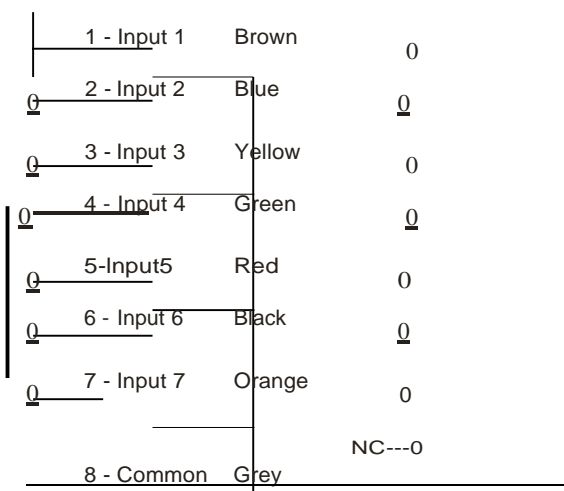 1 - Input 1 Brown 0
0 2 - Input 2 Blue 0
0 3 - Input 3 Yellow 0
0 4 - Input 4 Green 0
0 5-Input5 Red 0
0 6 - Input 6 Black 0
0 7 - Input 7 Orange 0
NC---0
8 - Common Grey